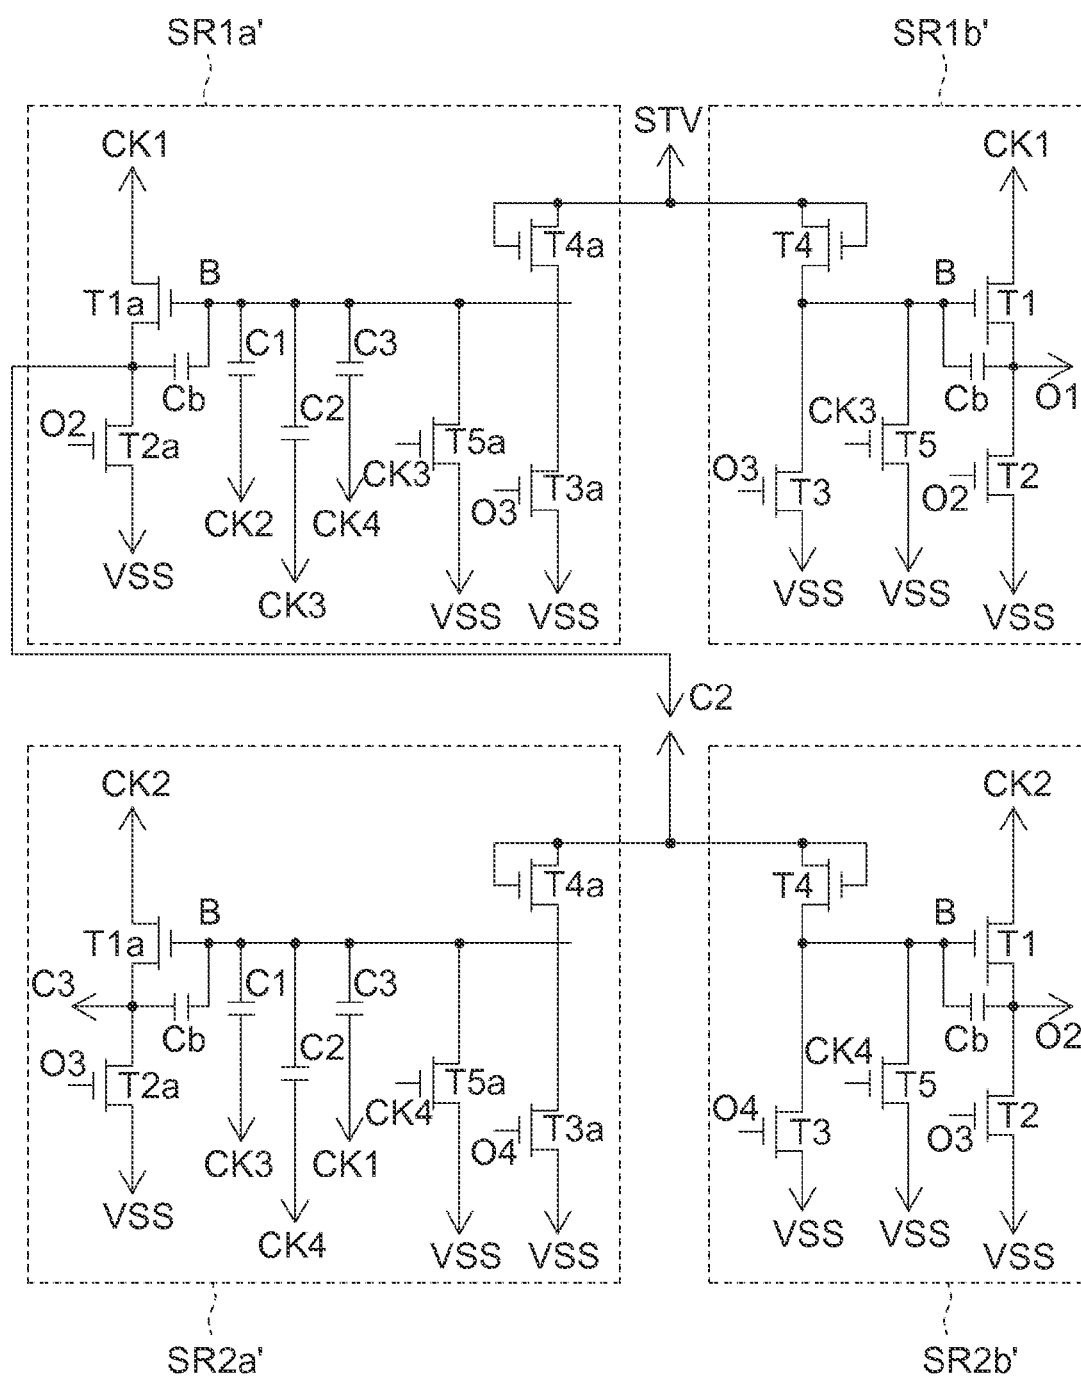 SR1a'
SR1b'
STV
CK1
CK1
T4a
T4
B
B
T1a
T1
C1
C3
Cb
C2
Cb
O1
O2
T2a
CK3
T5a
CK3
T5
O3
T3a
O3
T3
O2
T2
CK2
CK4
VSS
CK3
VSS
VSS
VSS
VSS
VSS
C2
CK2
CK2
T4a
T4
B
B
T1a
T1
C3
C1
C3
Cb
C2
Cb
O2
O3
T2a
CK4
T5a
CK4
T5
O4
T3a
O4
T3
O3
T2
CK3
CK1
VSS
CK4
VSS
VSS
VSS
VSS
VSS
SR2a'
SR2b'